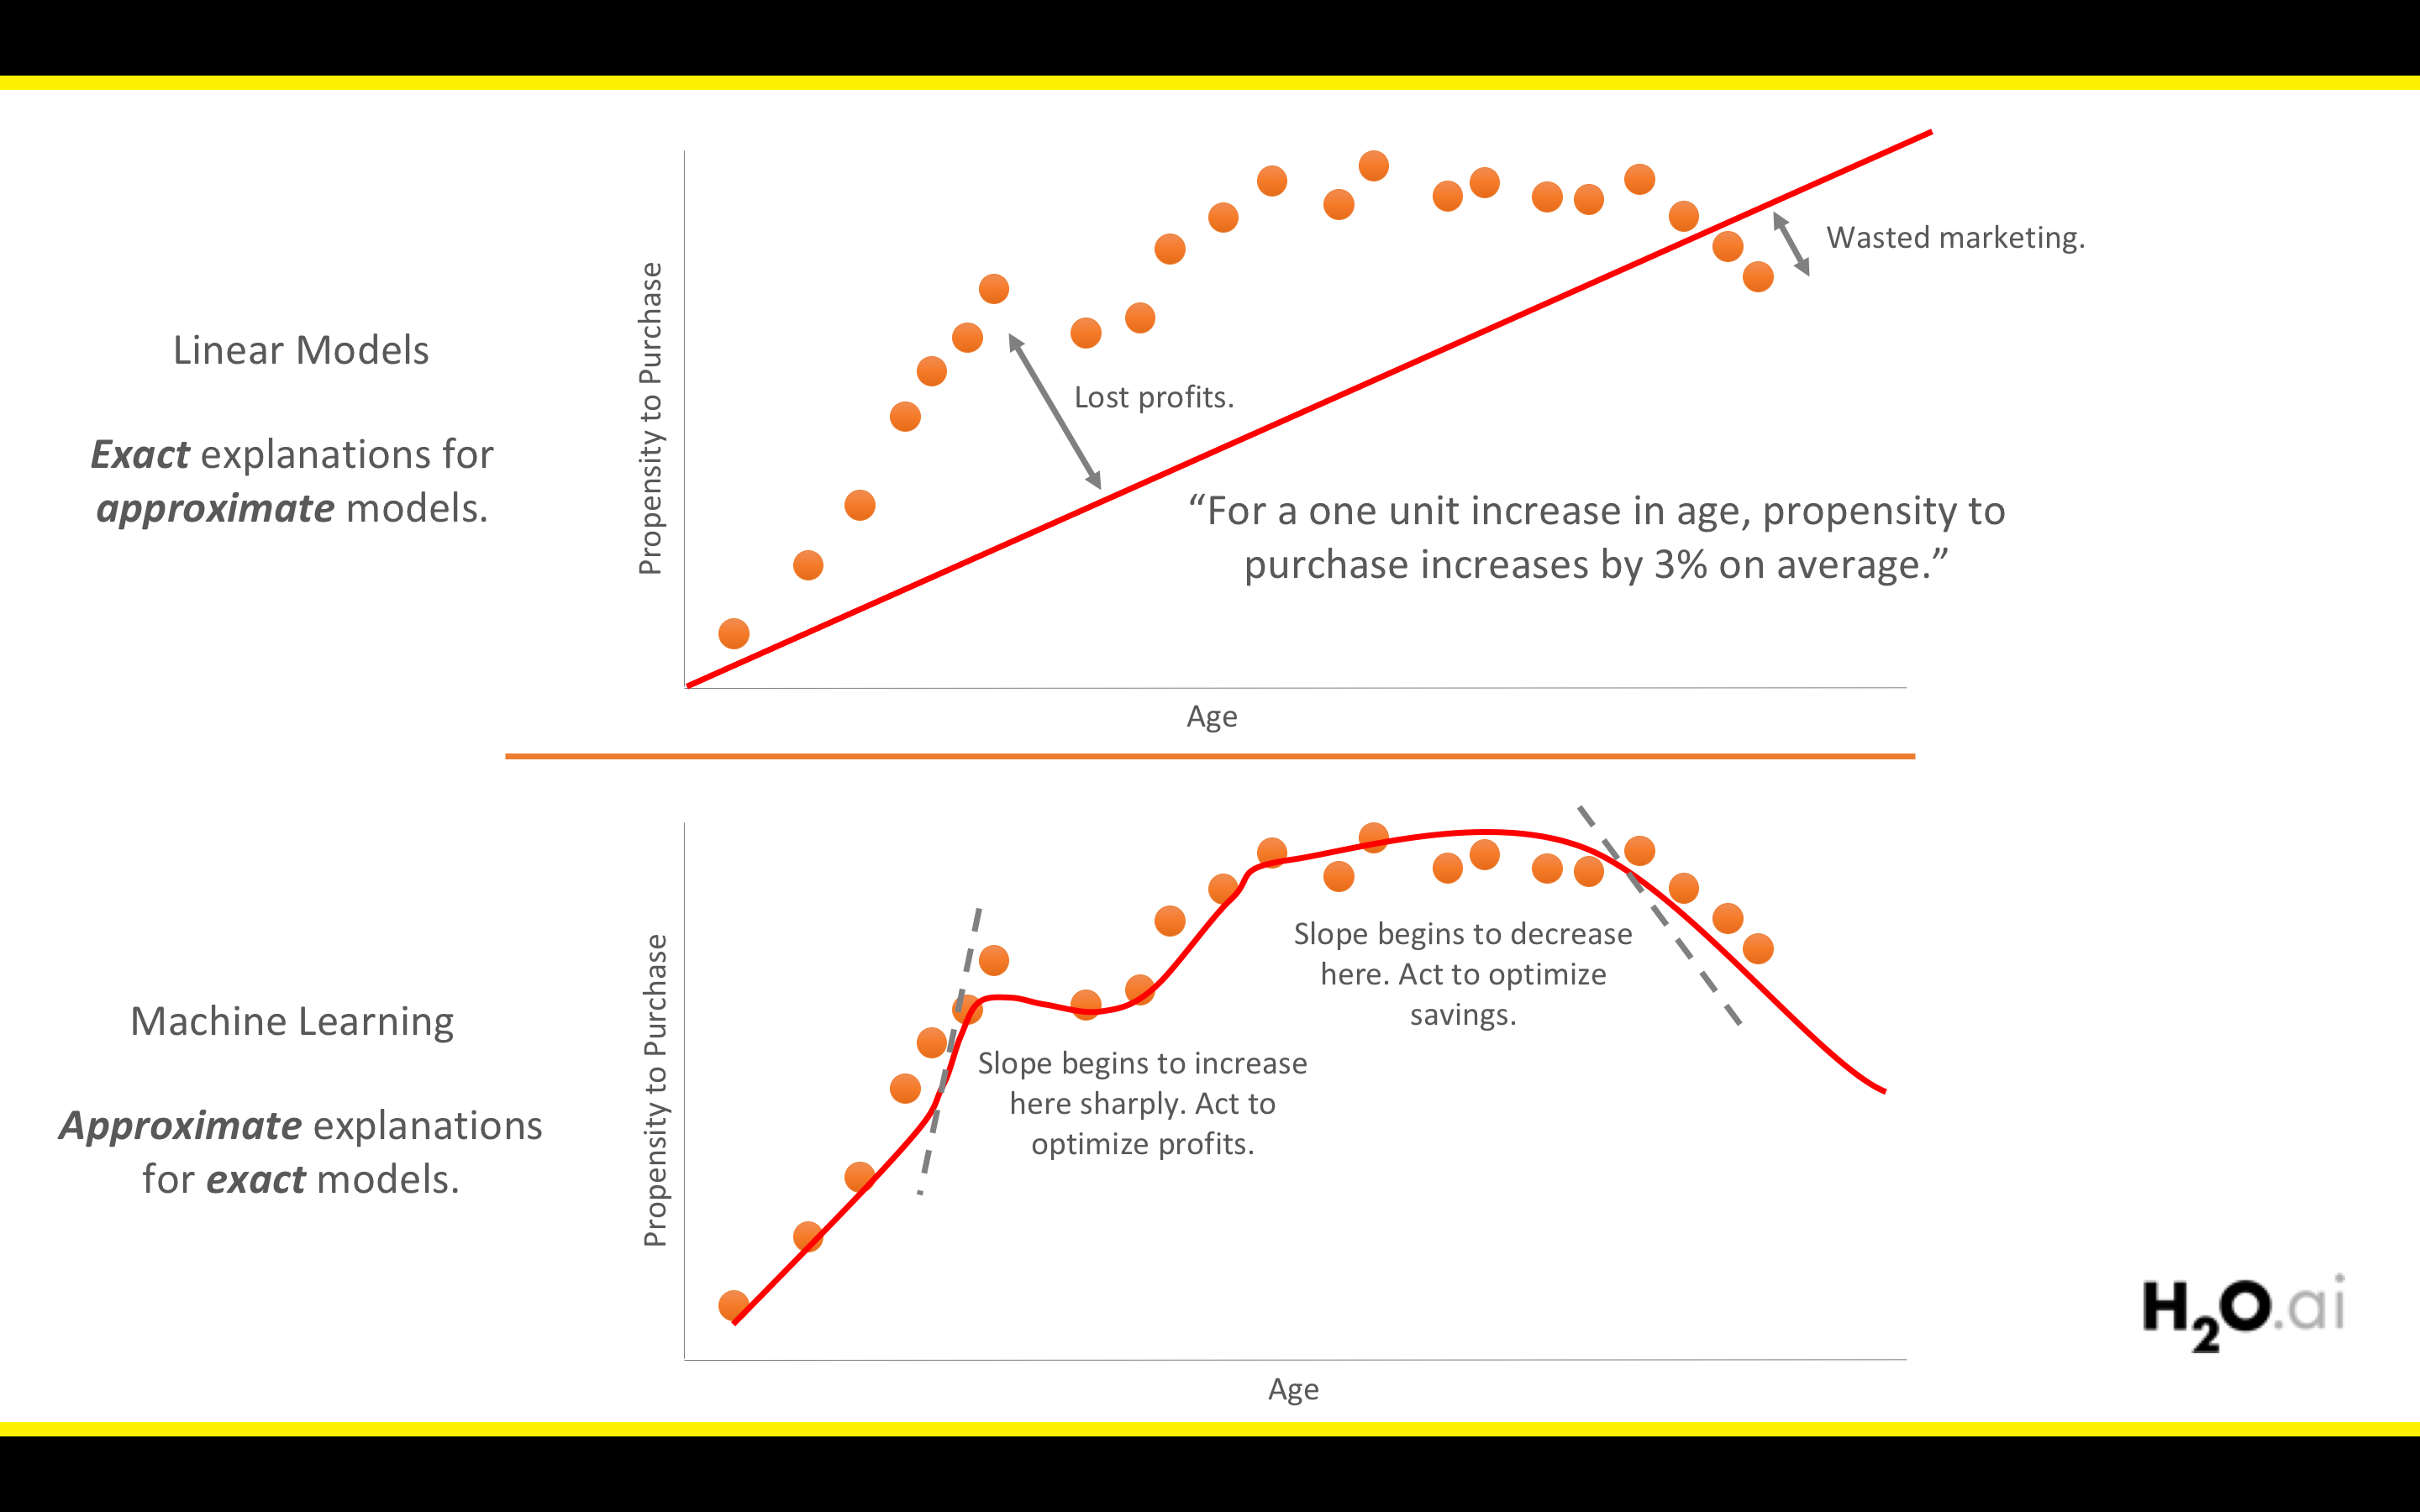 Linear Models
Exact explanations for
approximate models.
Propensity to Purchase
Lost profits.
Wasted marketing.
“For a one unit increase in age, propensity to
purchase increases by 3% on average.”
Age
Machine Learning
Approximate explanations
for exact models.
Propensity to Purchase
Slope begins to increase
here sharply. Act to
optimize profits.
Slope begins to decrease
here. Act to optimize
savings.
Age
H2O.ai